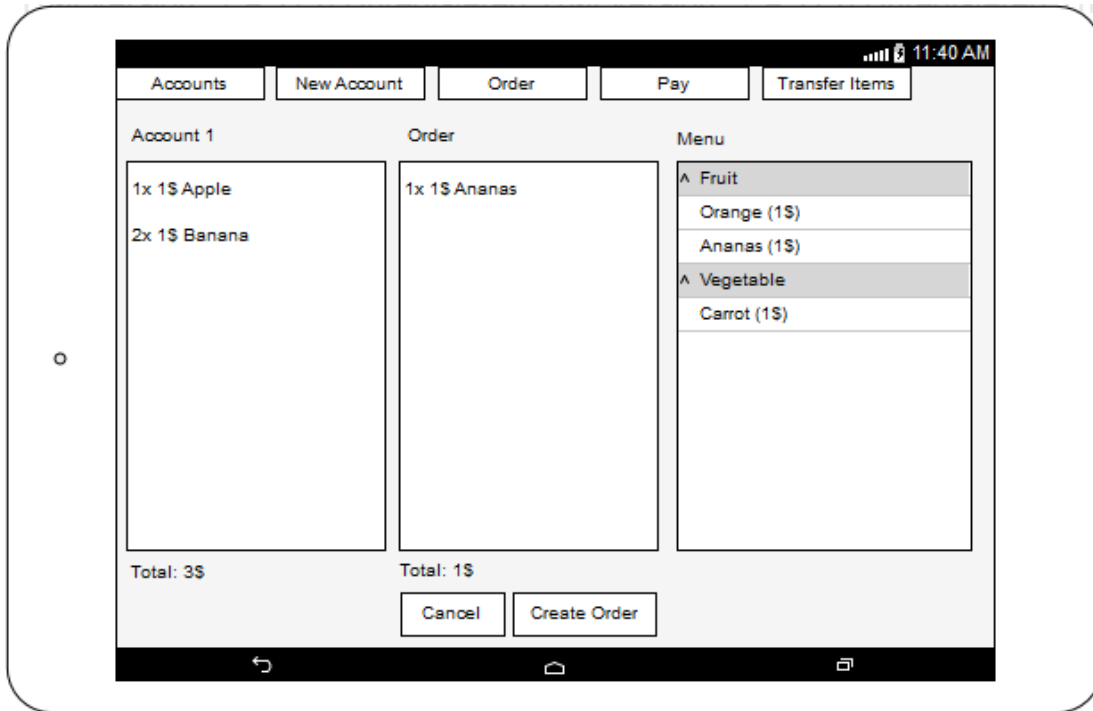 11:40 AM
Accounts
New Account
Order
Pay
Transfer Items
Account 1
1x 1$ Apple
2x 1$ Banana
Total: 3$
Order
1x 1$ Ananas
Total: 1$
Cancel
Create Order
Menu
^ Fruit
Orange (1$)
Ananas (1$)
^ Vegetable
Carrot (1$)